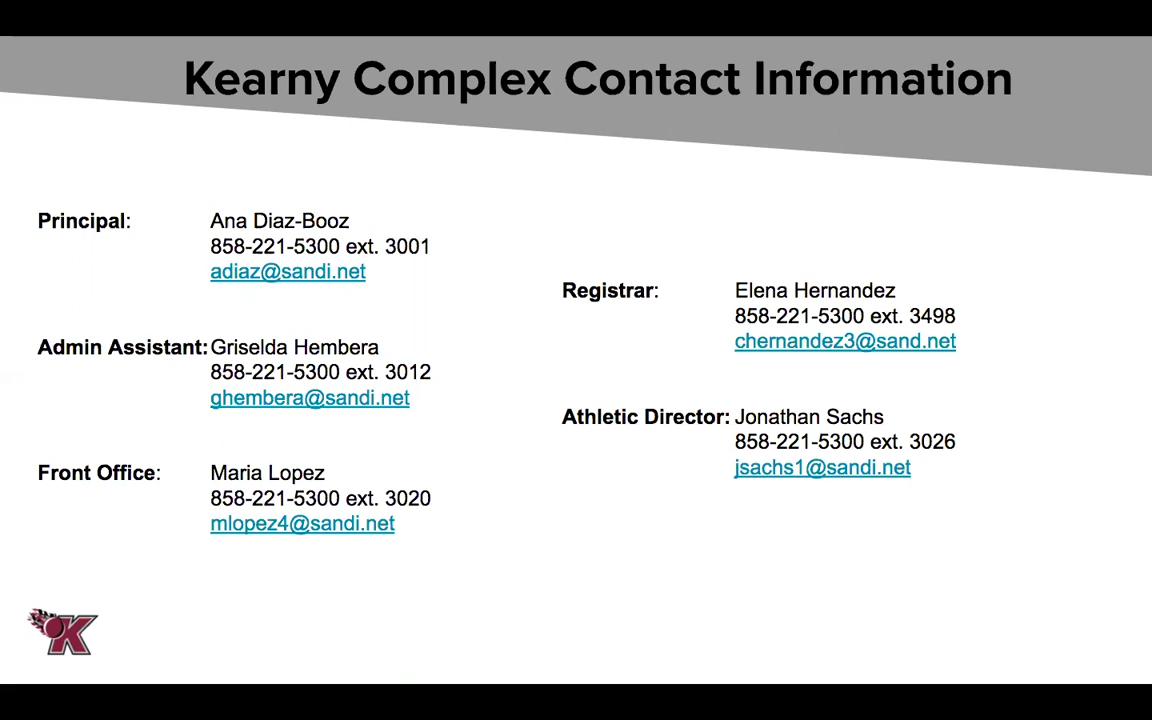 Kearny Complex Contact Information
Principal: Ana Diaz-Booz
858-221-5300 ext. 3001
adiaz@sandi.net
Admin Assistant: Griselda Hembera
858-221-5300 ext. 3012
ghembera@sandi.net
Front Office: Maria Lopez
858-221-5300 ext. 3020
mlopez4@sandi.net
Registrar: Elena Hernandez
858-221-5300 ext. 3498
chernandez3@sand.net
Athletic Director: Jonathan Sachs
858-221-5300 ext. 3026
jsachs1@sandi.net
K